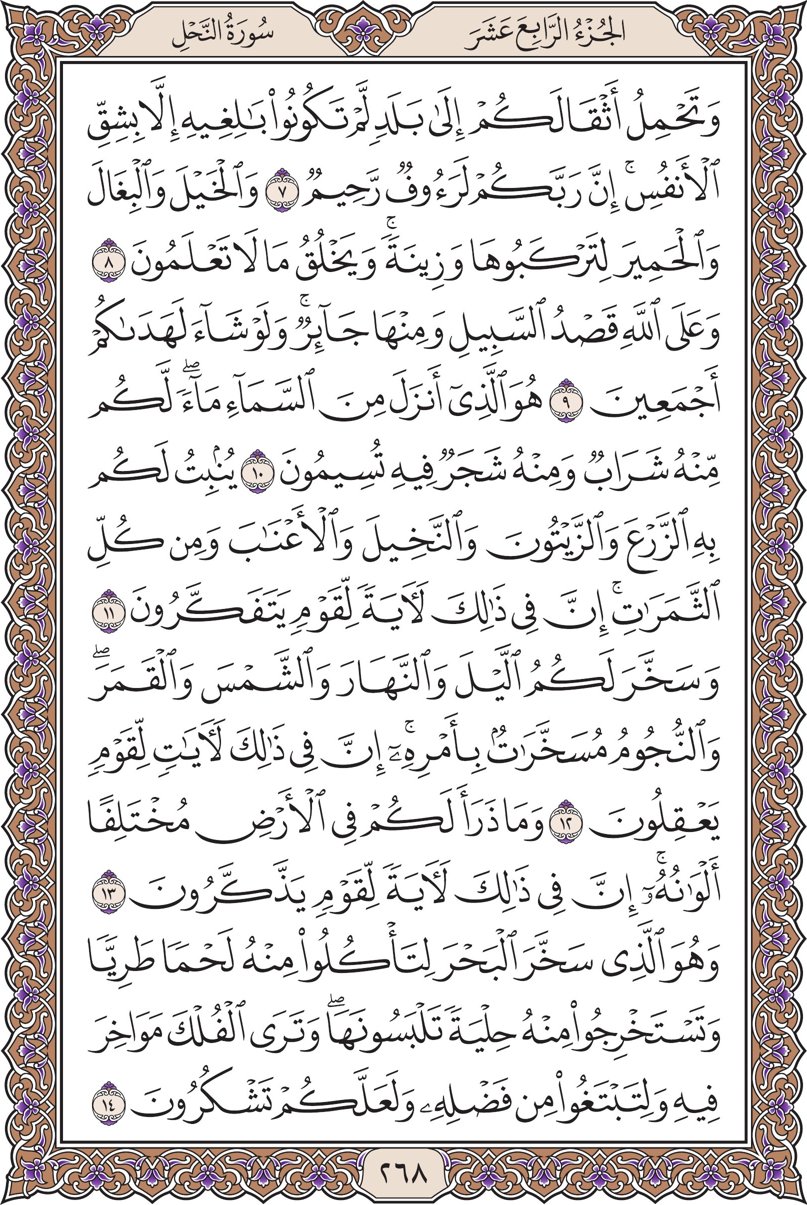 الجُزْءُ الرَّابِعَ عَشَرَ
سُورَةُ النَّحْلِ
وَتَحْمِلُ أَثْقَالَكُمْ إِلَىٰ بَلَدٍ لَّمْ تَكُونُواْ بَٰلِغِيهِ إِلَّا بِشِقِّ
ٱلْأَنفُسِۚ إِنَّ رَبَّكُمْ لَرَءُوفٌ رَّحِيمٌ ٧ وَٱلْخَيْلَ وَٱلْبِغَالَ
وَٱلْحَمِيرَ لِتَرْكَبُوهَا وَزِينَةًۚ وَيَخْلُقُ مَا لَا تَعْلَمُونَ ٨
وَعَلَى ٱللَّهِ قَصْدُ ٱلسَّبِيلِ وَمِنْهَا جَآئِرٌۚ وَلَوْ شَآءَ لَهَدَىٰكُمْ
أَجْمَعِينَ ٩ هُوَ ٱلَّذِىٓ أَنزَلَ مِنَ ٱلسَّمَآءِ مَآءًۖ لَّكُم
مِّنْهُ شَرَابٌ وَمِنْهُ شَجَرٌ فِيهِ تُسِيمُونَ ١٠ يُنۢبِتُ لَكُم
بِهِ ٱلزَّرْعَ وَٱلزَّيْتُونَ وَٱلنَّخِيلَ وَٱلْأَعْنَٰبَ وَمِن كُلِّ
ٱلثَّمَرَٰتِۚ إِنَّ فِى ذَٰلِكَ لَأٓيَةً لِّقَوْمٍ يَتَفَكَّرُونَ ١١
وَسَخَّرَ لَكُمُ ٱلَّيْلَ وَٱلنَّهَارَ وَٱلشَّمْسَ وَٱلْقَمَرَۖ
وَٱلنُّجُومُ مُسَخَّرَٰتٌۢ بِأَمْرِهِۦٓۚ إِنَّ فِى ذَٰلِكَ لَأٓيَٰتٍ لِّقَوْمٍ
يَعْقِلُونَ ١٢ وَمَا ذَرَأَ لَكُمْ فِى ٱلْأَرْضِ مُخْتَلِفًا
أَلْوَٰنُهُۥٓۚ إِنَّ فِى ذَٰلِكَ لَأٓيَةً لِّقَوْمٍ يَذَّكَّرُونَ ١٣
وَهُوَ ٱلَّذِى سَخَّرَ ٱلْبَحْرَ لِتَأْكُلُواْ مِنْهُ لَحْمًا طَرِيًّا
وَتَسْتَخْرِجُواْ مِنْهُ حِلْيَةً تَلْبَسُونَهَاۖ وَتَرَى ٱلْفُلْكَ مَوَاخِرَ
فِيهِ وَلِتَبْتَغُواْ مِن فَضْلِهِۦ وَلَعَلَّكُمْ تَشْكُرُونَ ١٤
٢٦٨